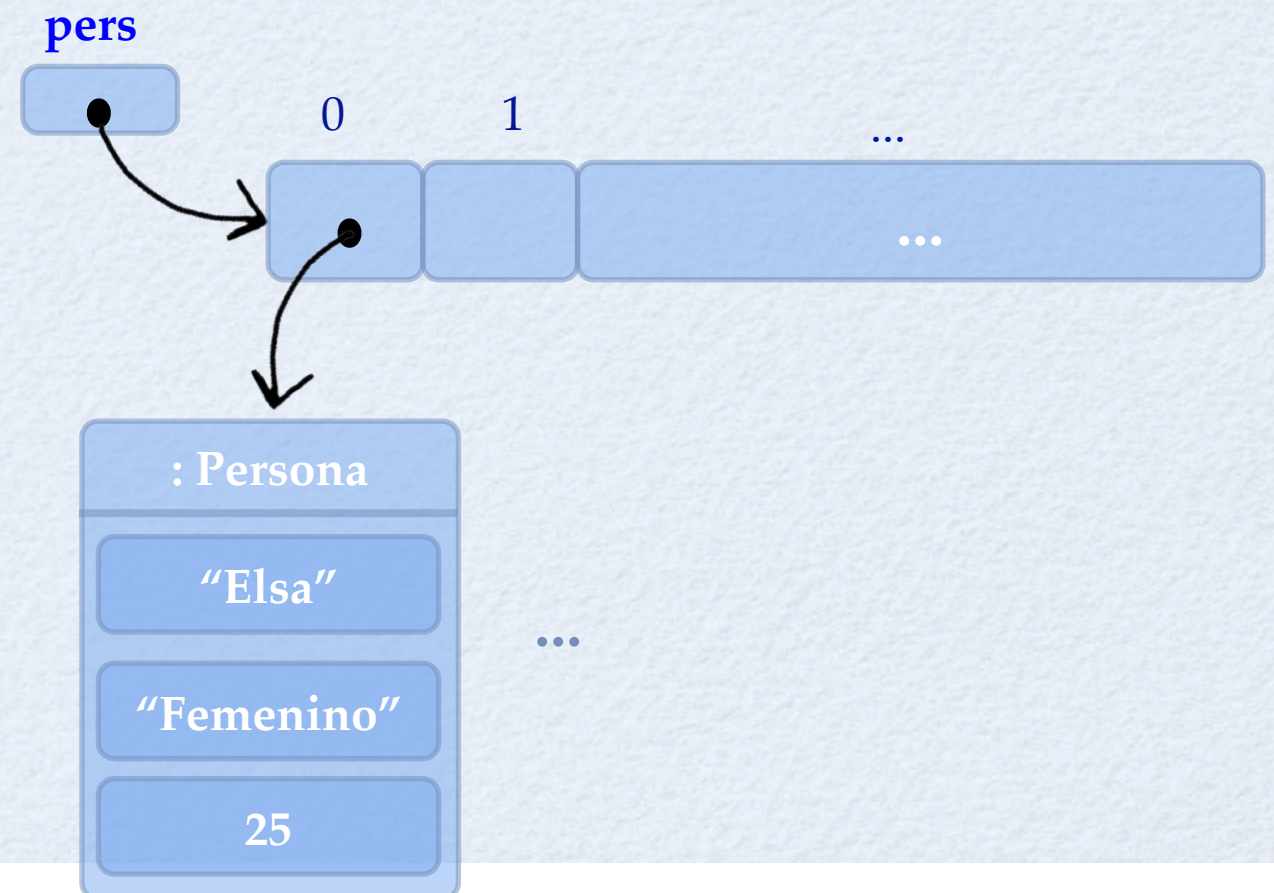 pers
0 1 ...
...
: Persona
“Elsa”
...
“Femenino”
25